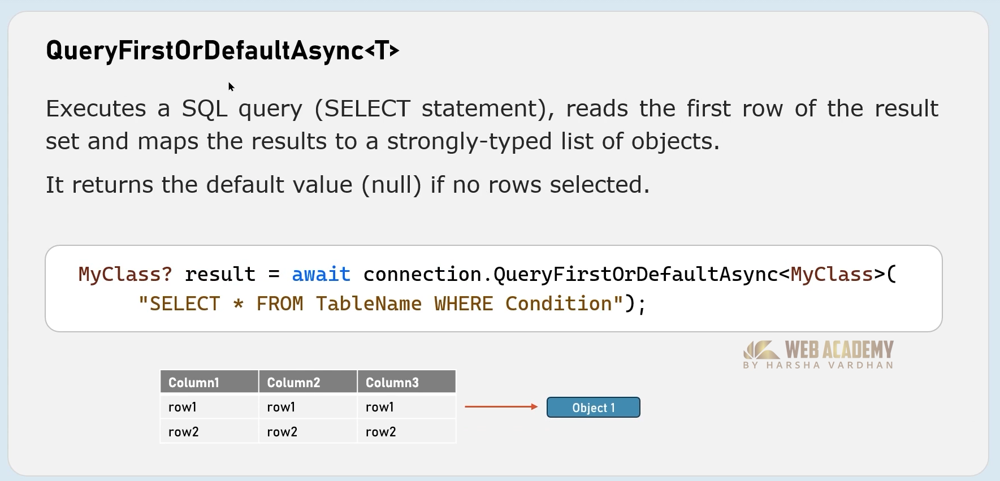 QueryFirstOrDefaultAsync<T>
Executes a SQL query (SELECT statement), reads the first row of the result
set and maps the results to a strongly-typed list of objects.
It returns the default value (null) if no rows selected.
MyClass? result = await connection.QueryFirstOrDefaultAsync<MyClass>(
"SELECT * FROM TableName WHERE Condition");
WEB ACADEMY
BY HARSHA VARDHAN
Column1 Column2 Column3
row1 row1 row1 Object 1
row2 row2 row2